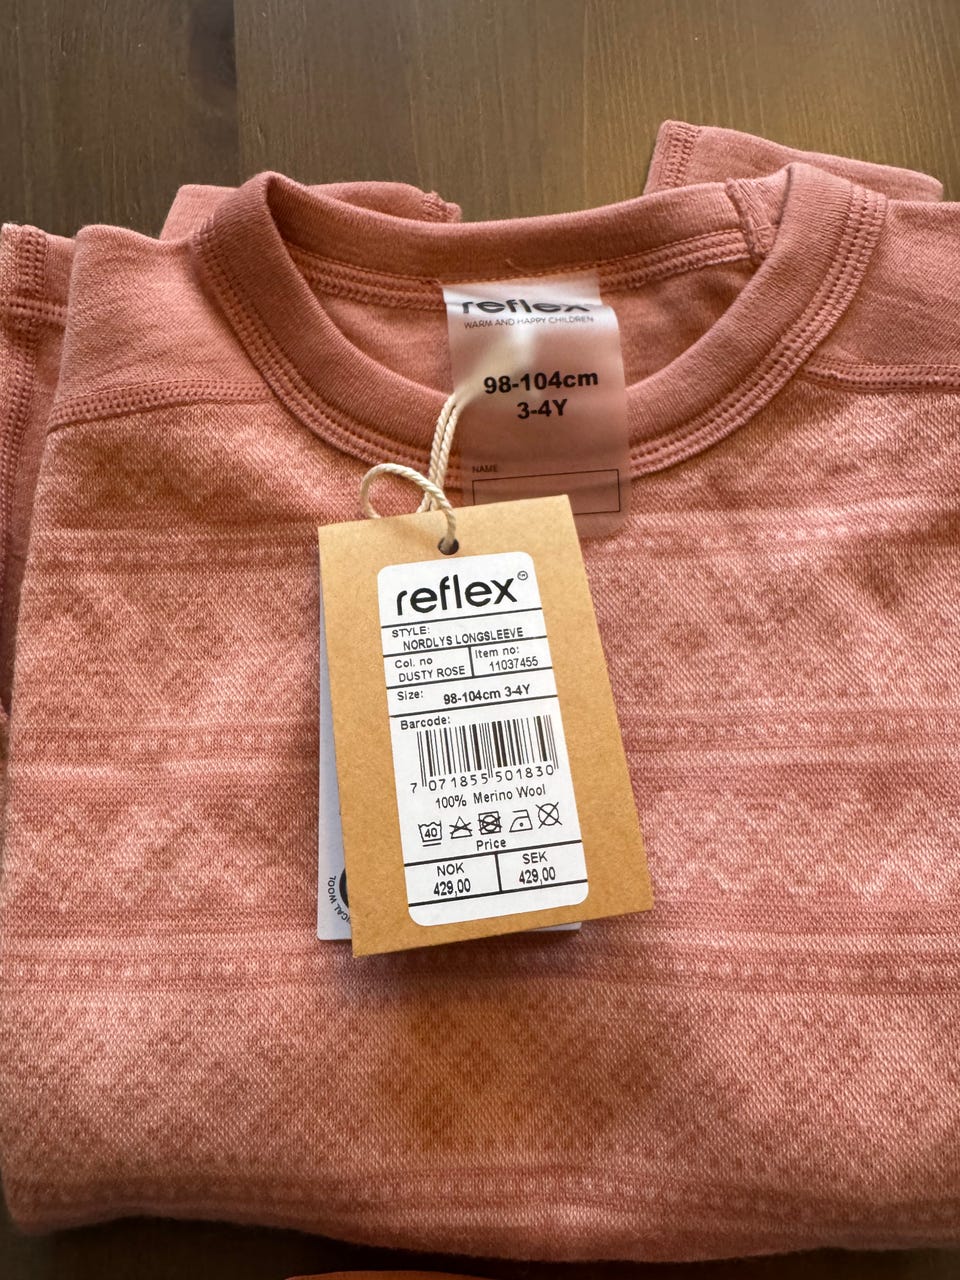 reflex
WARM AND HAPPY CHILDREN
98-104cm
3-4Y
NAME
reflex™
STYLE:
NORDLYS LONGSLEEVE
Col. no
DUSTY ROSE
Item no:
11037455
Size: 98-104cm 3-4Y
Barcode:
7 071855 501830
100% Merino Wool
40
Price
NOK
429,00
SEK
429,00